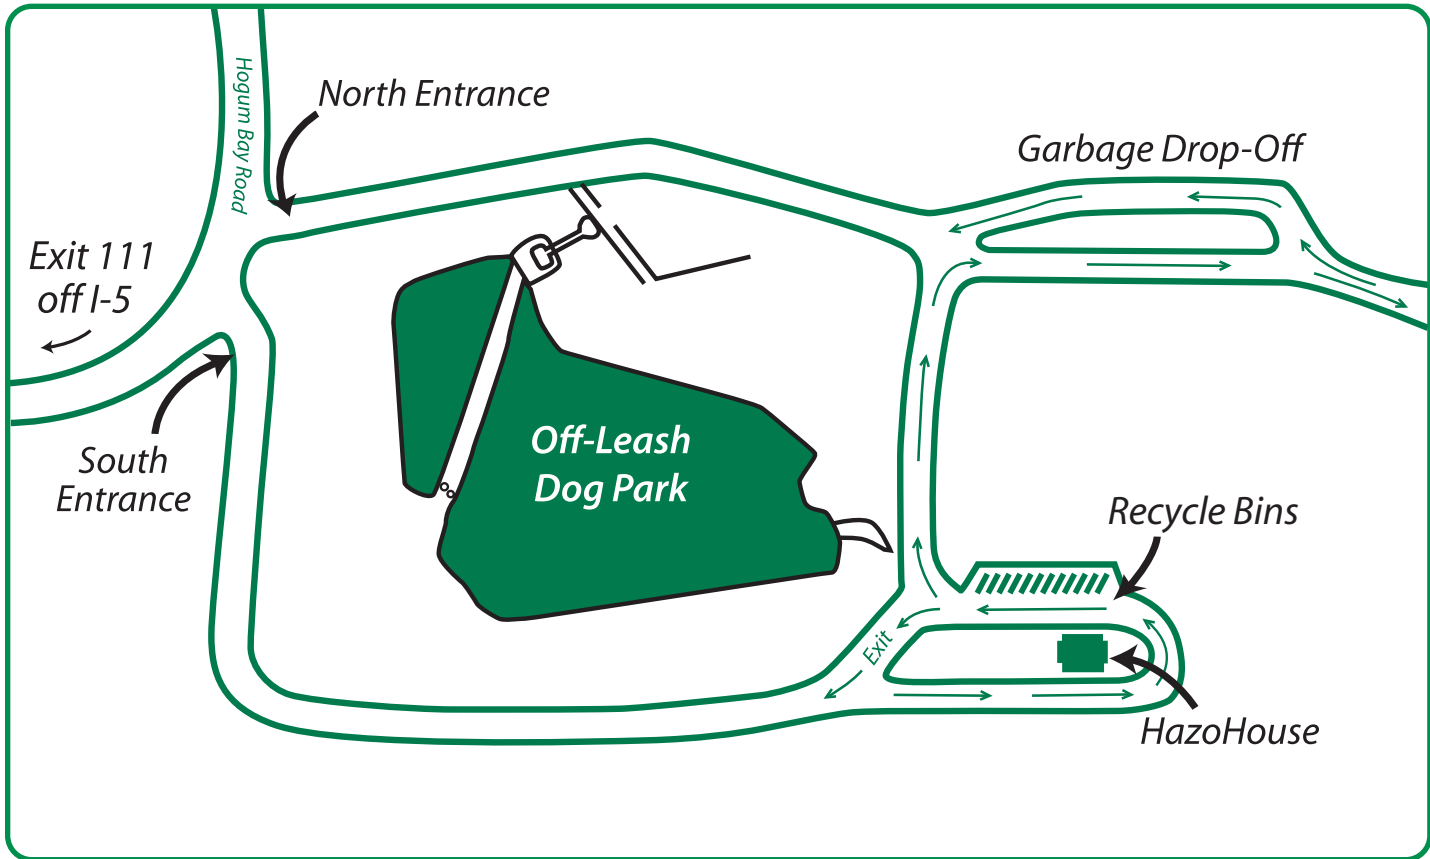 Hogum Bay Road
North Entrance
Garbage Drop-Off
Exit 111
off I-5
South
Entrance
Off-Leash
Dog Park
Recycle Bins
Exit
HazoHouse